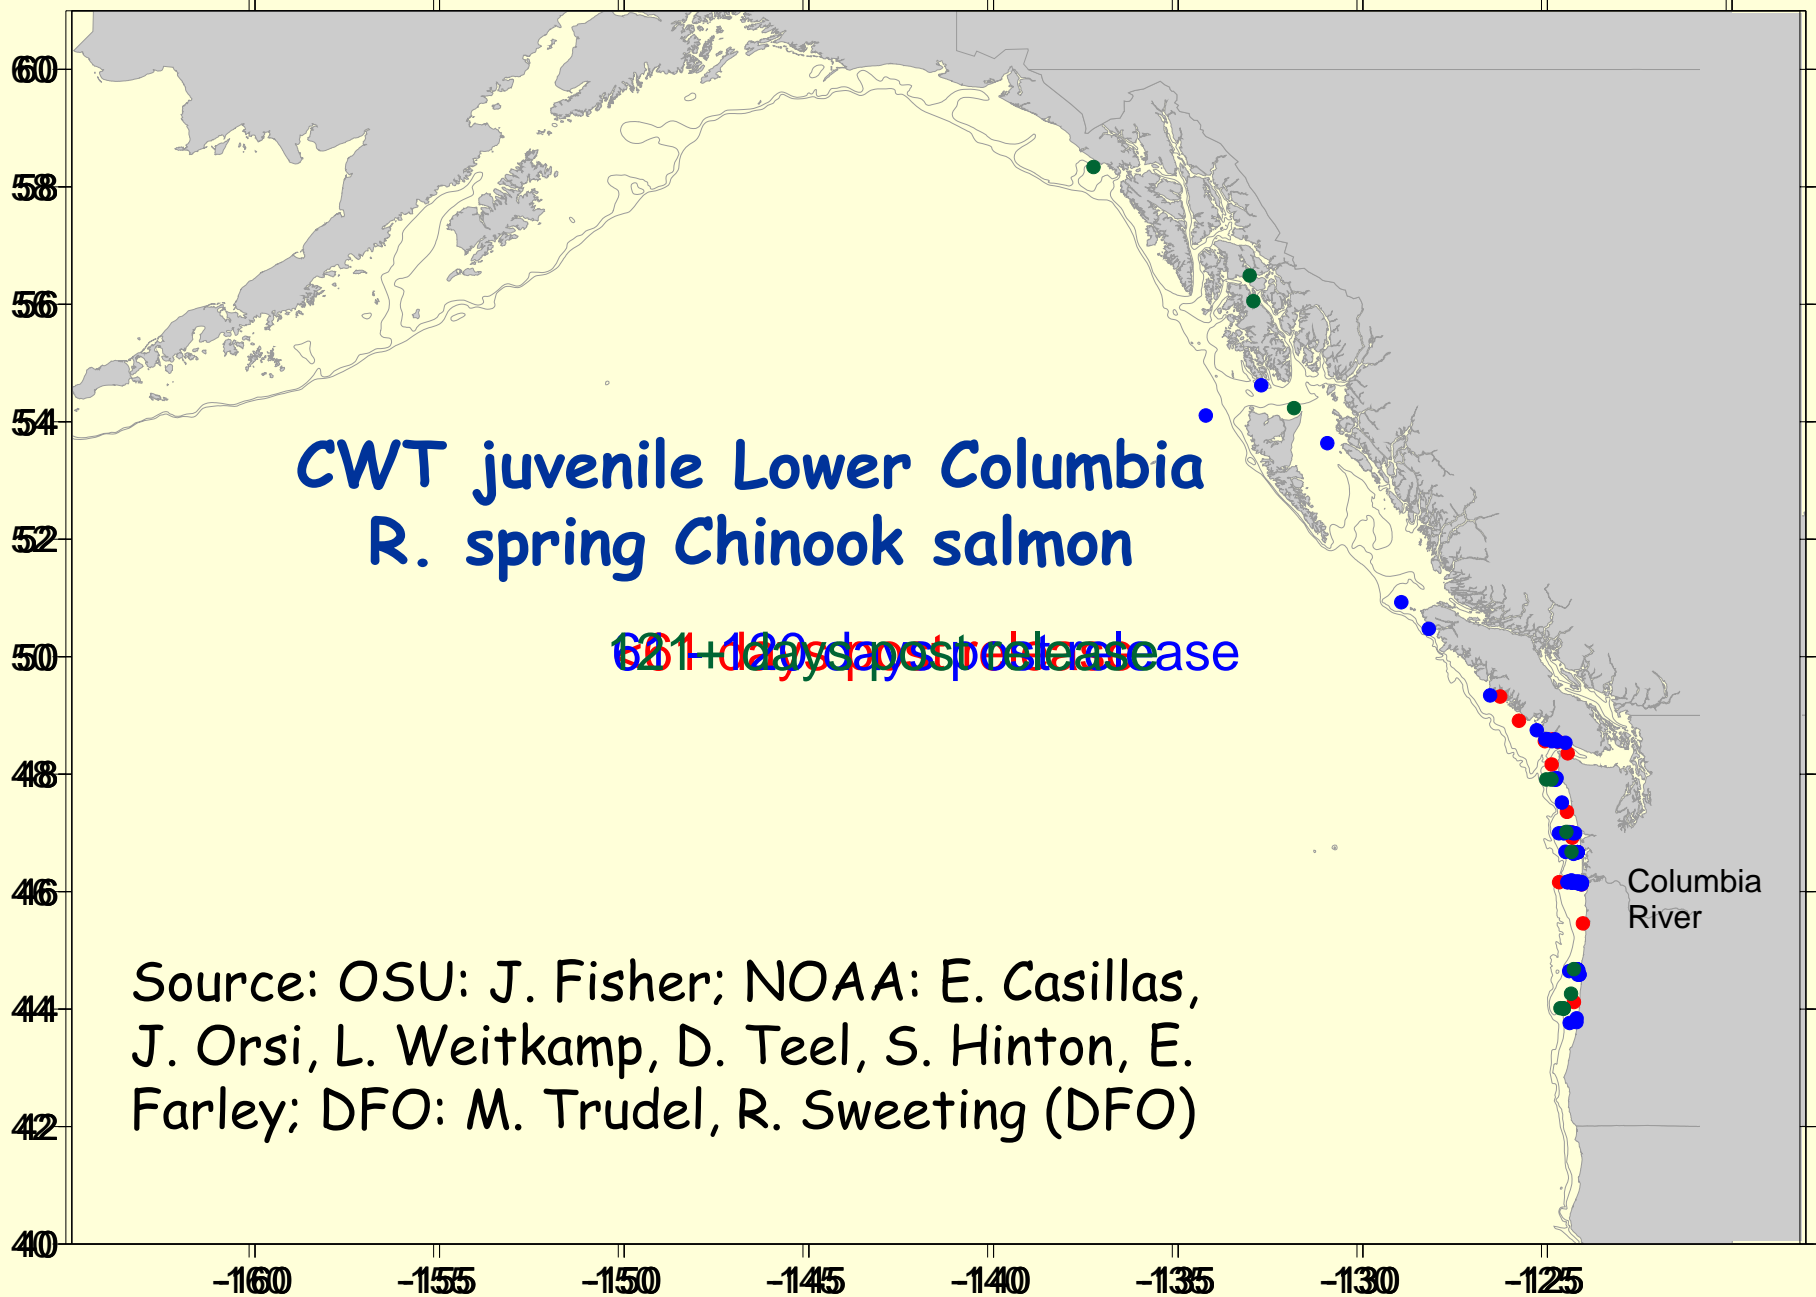 60
58
56
54
CWT juvenile Lower Columbia
R. spring Chinook salmon
52
50
48
46
Columbia
River
Source: OSU: J. Fisher; NOAA: E. Casillas,
J. Orsi, L. Weitkamp, D. Teel, S. Hinton, E.
Farley; DFO: M. Trudel, R. Sweeting (DFO)
44
42
40
-160 -155 -150 -145 -140 -135 -130 -125